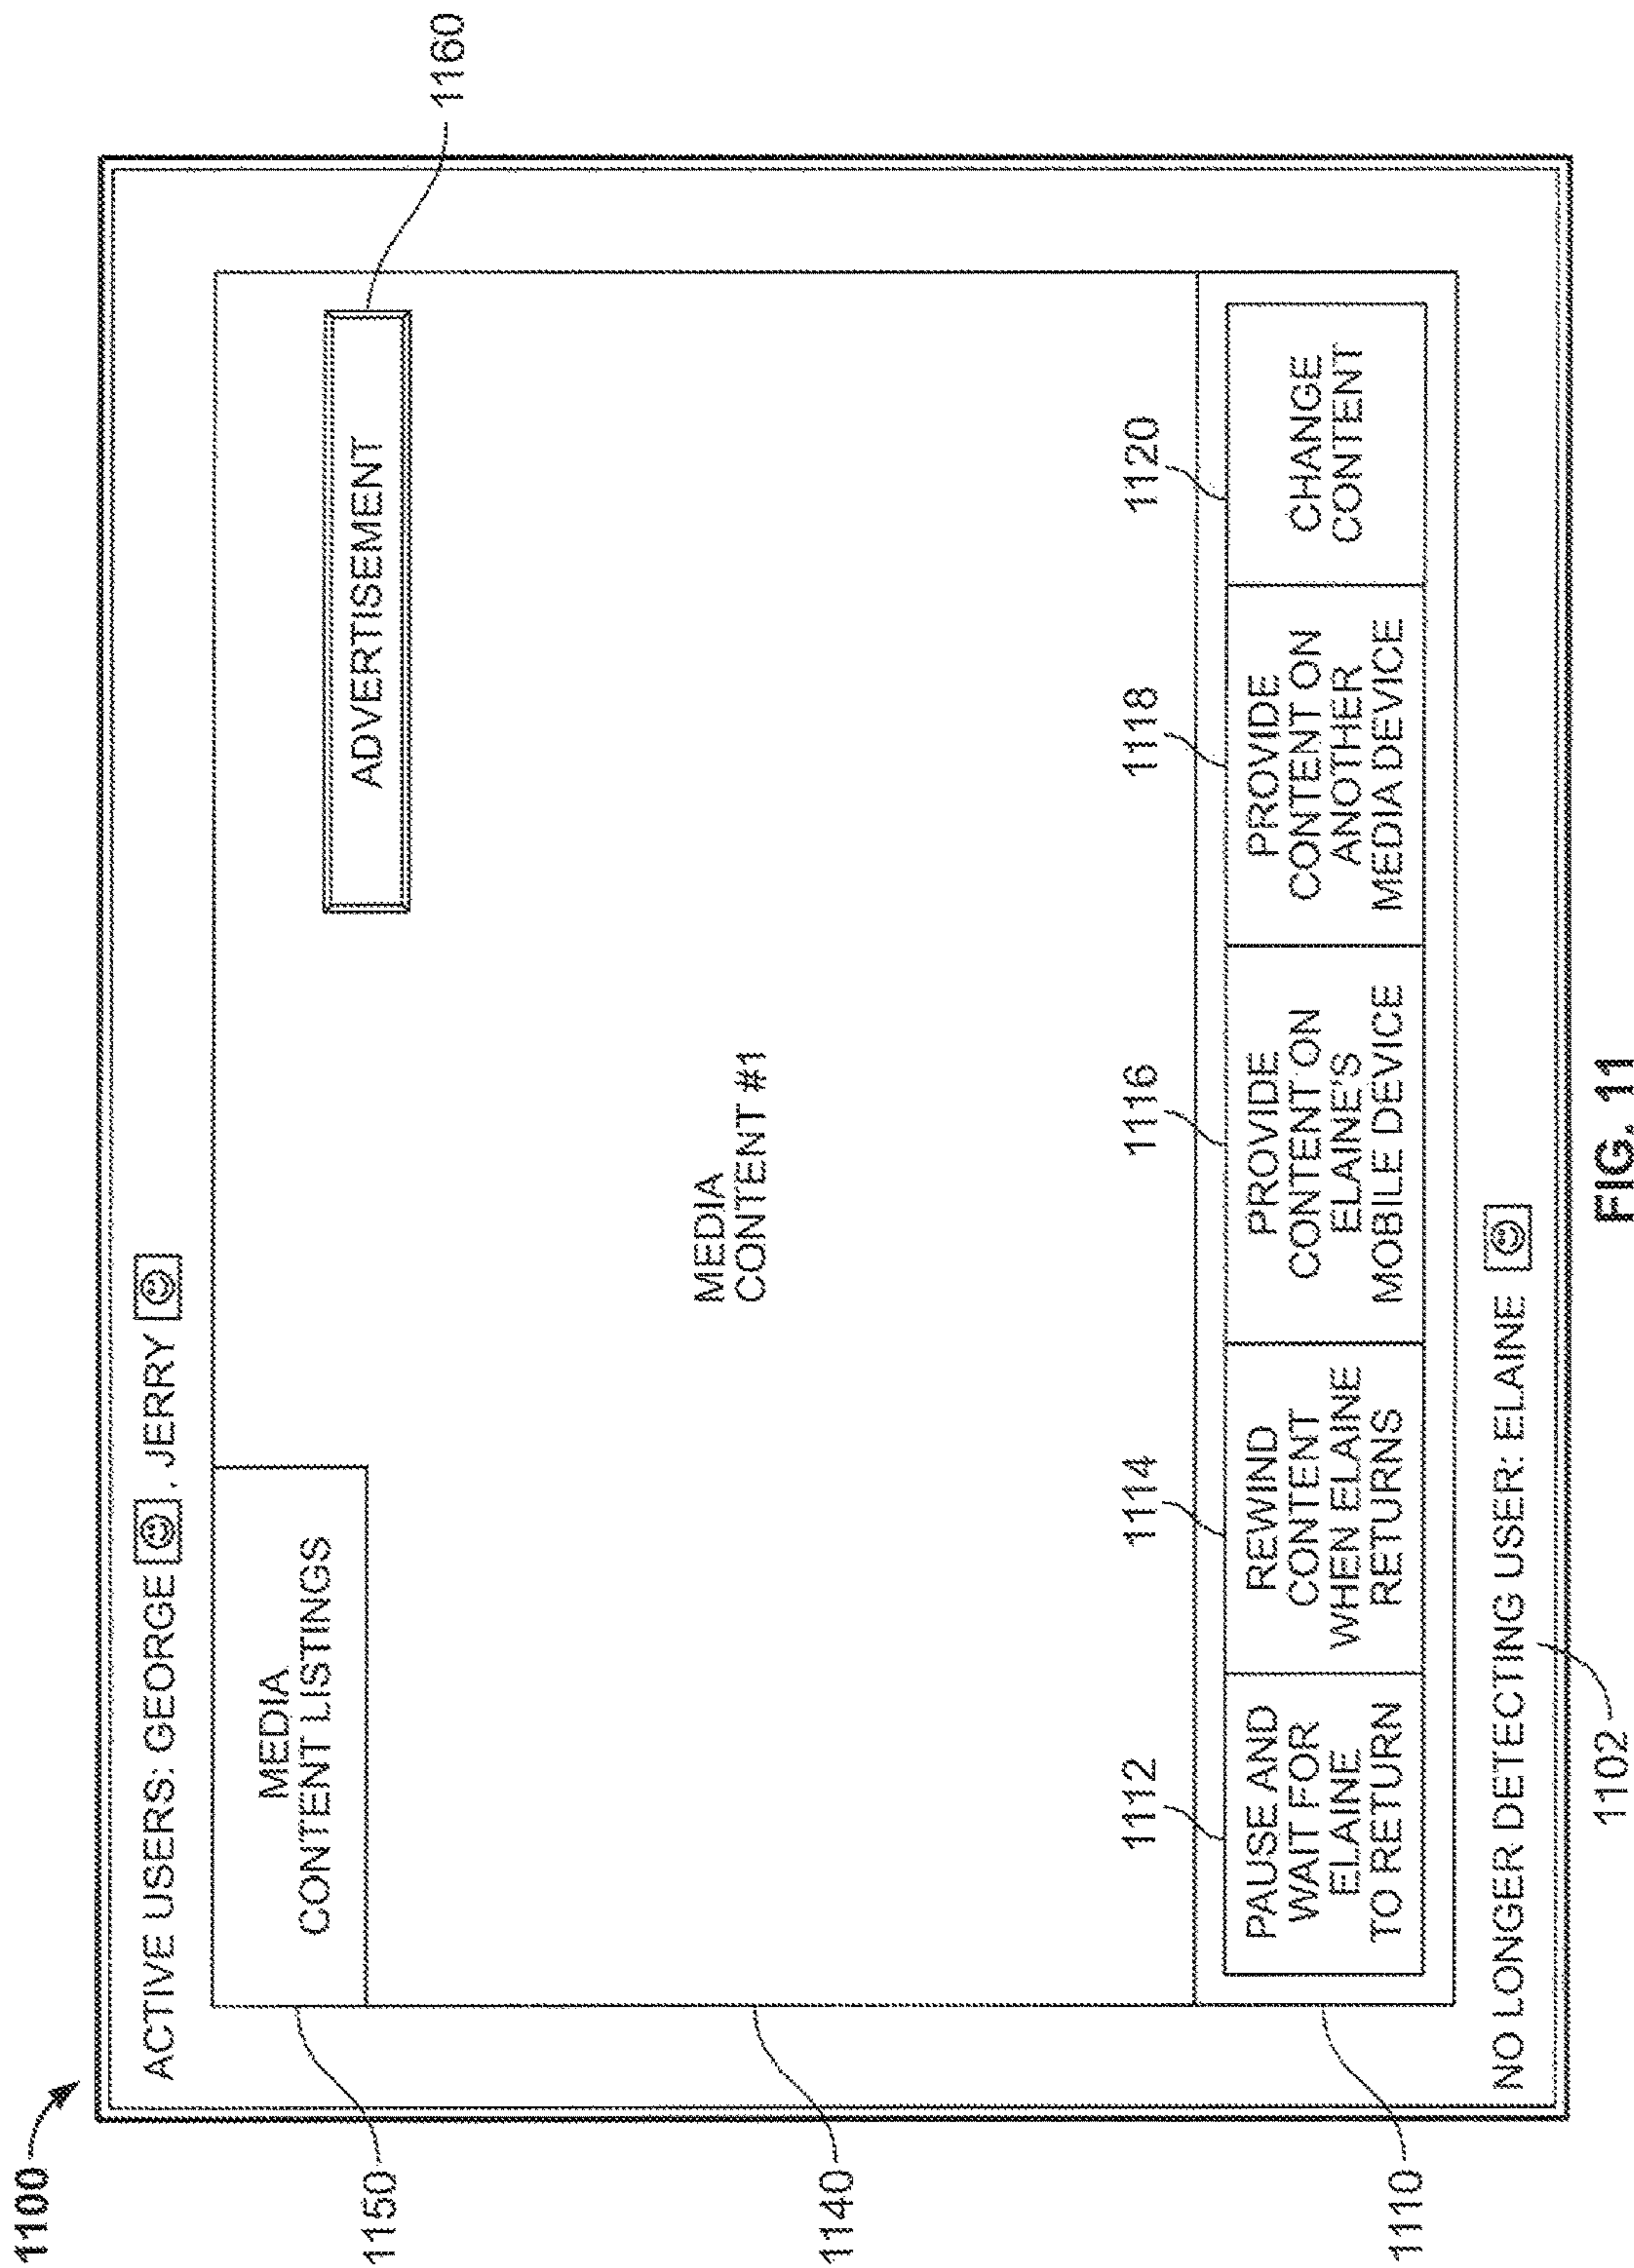 1100
ACTIVE USERS: GEORGE , JERRY
1150
MEDIA
CONTENT LISTINGS
ADVERTISEMENT
1160
1140
MEDIA
CONTENT #1
1110
1112
PAUSE AND
WAIT FOR
ELAINE
TO RETURN
1114
REWIND
CONTENT
WHEN ELAINE
RETURNS
1116
PROVIDE
CONTENT ON
ELAINE'S
MOBILE DEVICE
1118
PROVIDE
CONTENT ON
ANOTHER
MEDIA DEVICE
1120
CHANGE
CONTENT
NO LONGER DETECTING USER: ELAINE
1102
FIG. 11